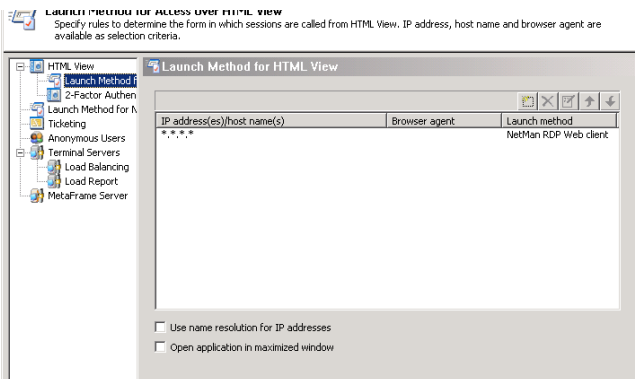 Launch Method for Access over HTML View
Specify rules to determine the form in which sessions are called from HTML View. IP address, host name and browser agent are
available as selection criteria.
HTML View
Launch Method f
2-Factor Authen
Launch Method for N
Ticketing
Anonymous Users
Terminal Servers
Load Balancing
Load Report
MetaFrame Server
Launch Method for HTML View
IP address(es)/host name(s) Browser agent Launch method
*.*.*.* NetMan RDP Web client
Use name resolution for IP addresses
Open application in maximized window